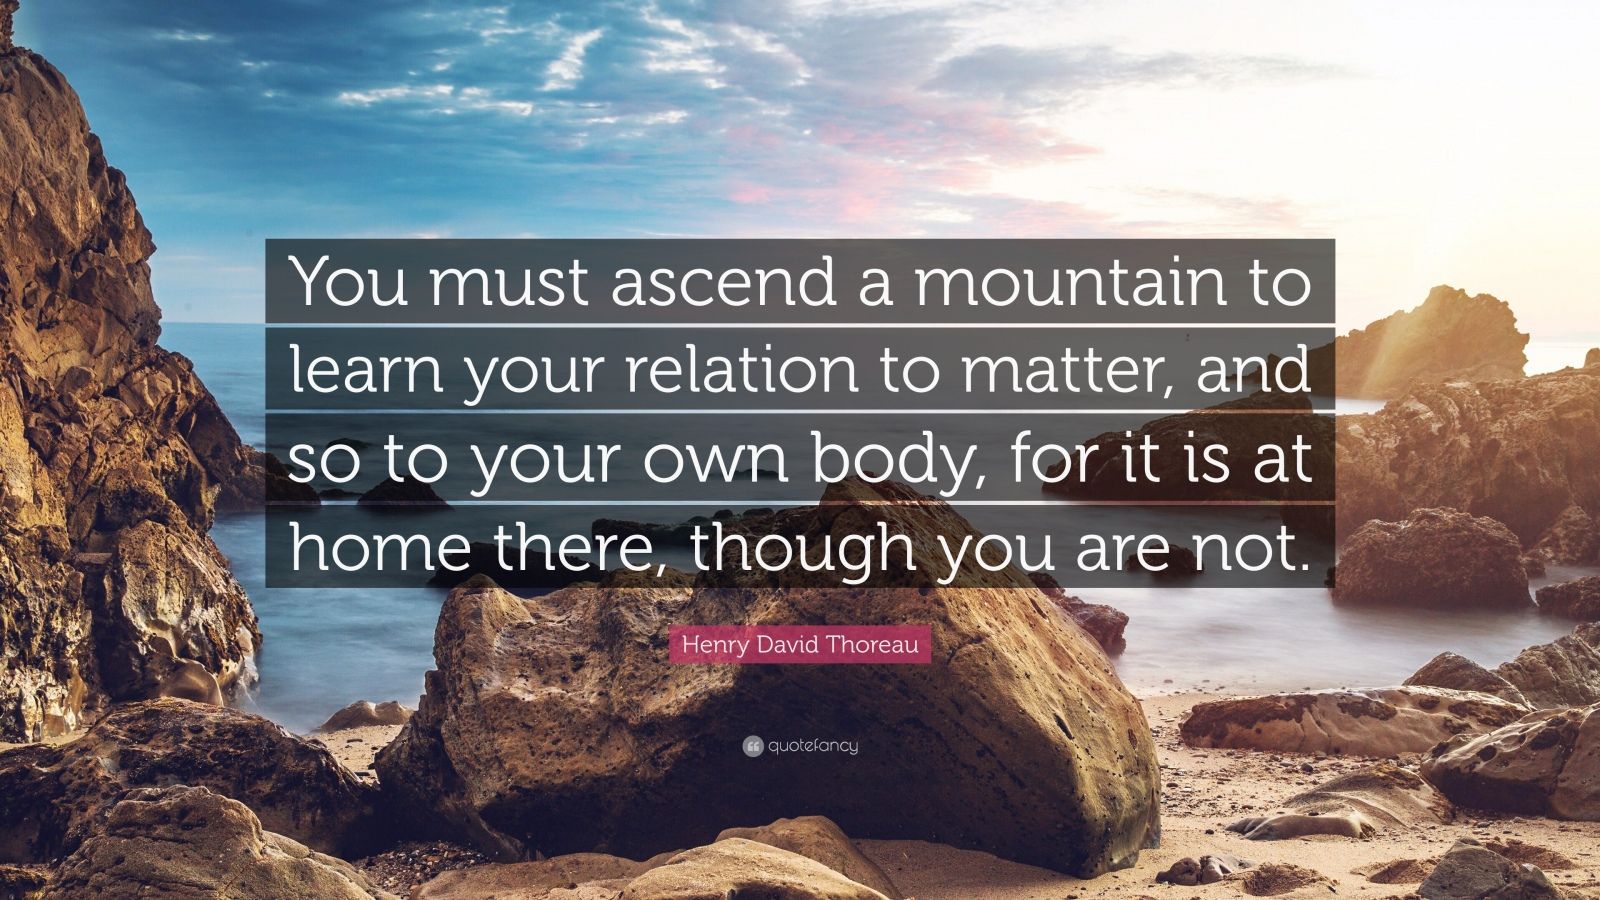 You must ascend a mountain to
learn your relation to matter, and
so to your own body, for it is at
home there, though you are not.
Henry David Thoreau
quotefancy